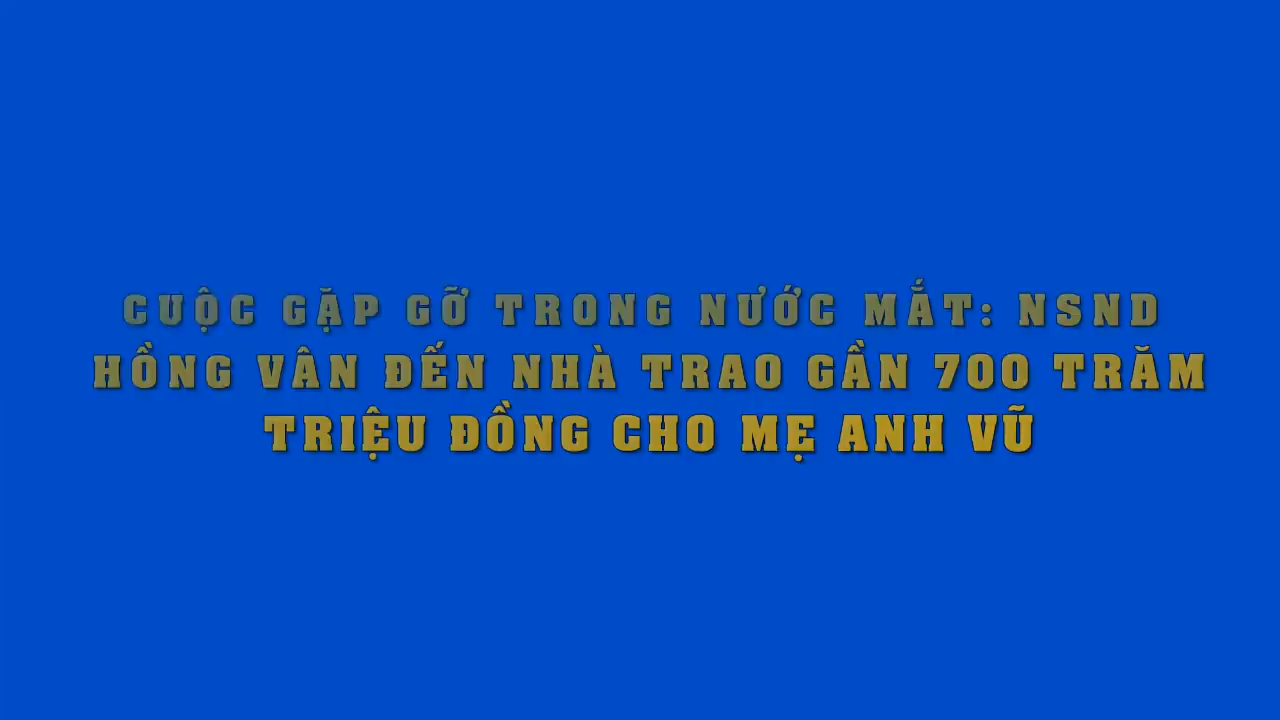 CUỘC GẶP GỠ TRONG NƯỚC MẮT: NSND
HỒNG VÂN ĐẾN NHÀ TRAO GẦN 700 TRĂM
TRIỆU ĐỒNG CHO MẸ ANH VŨ